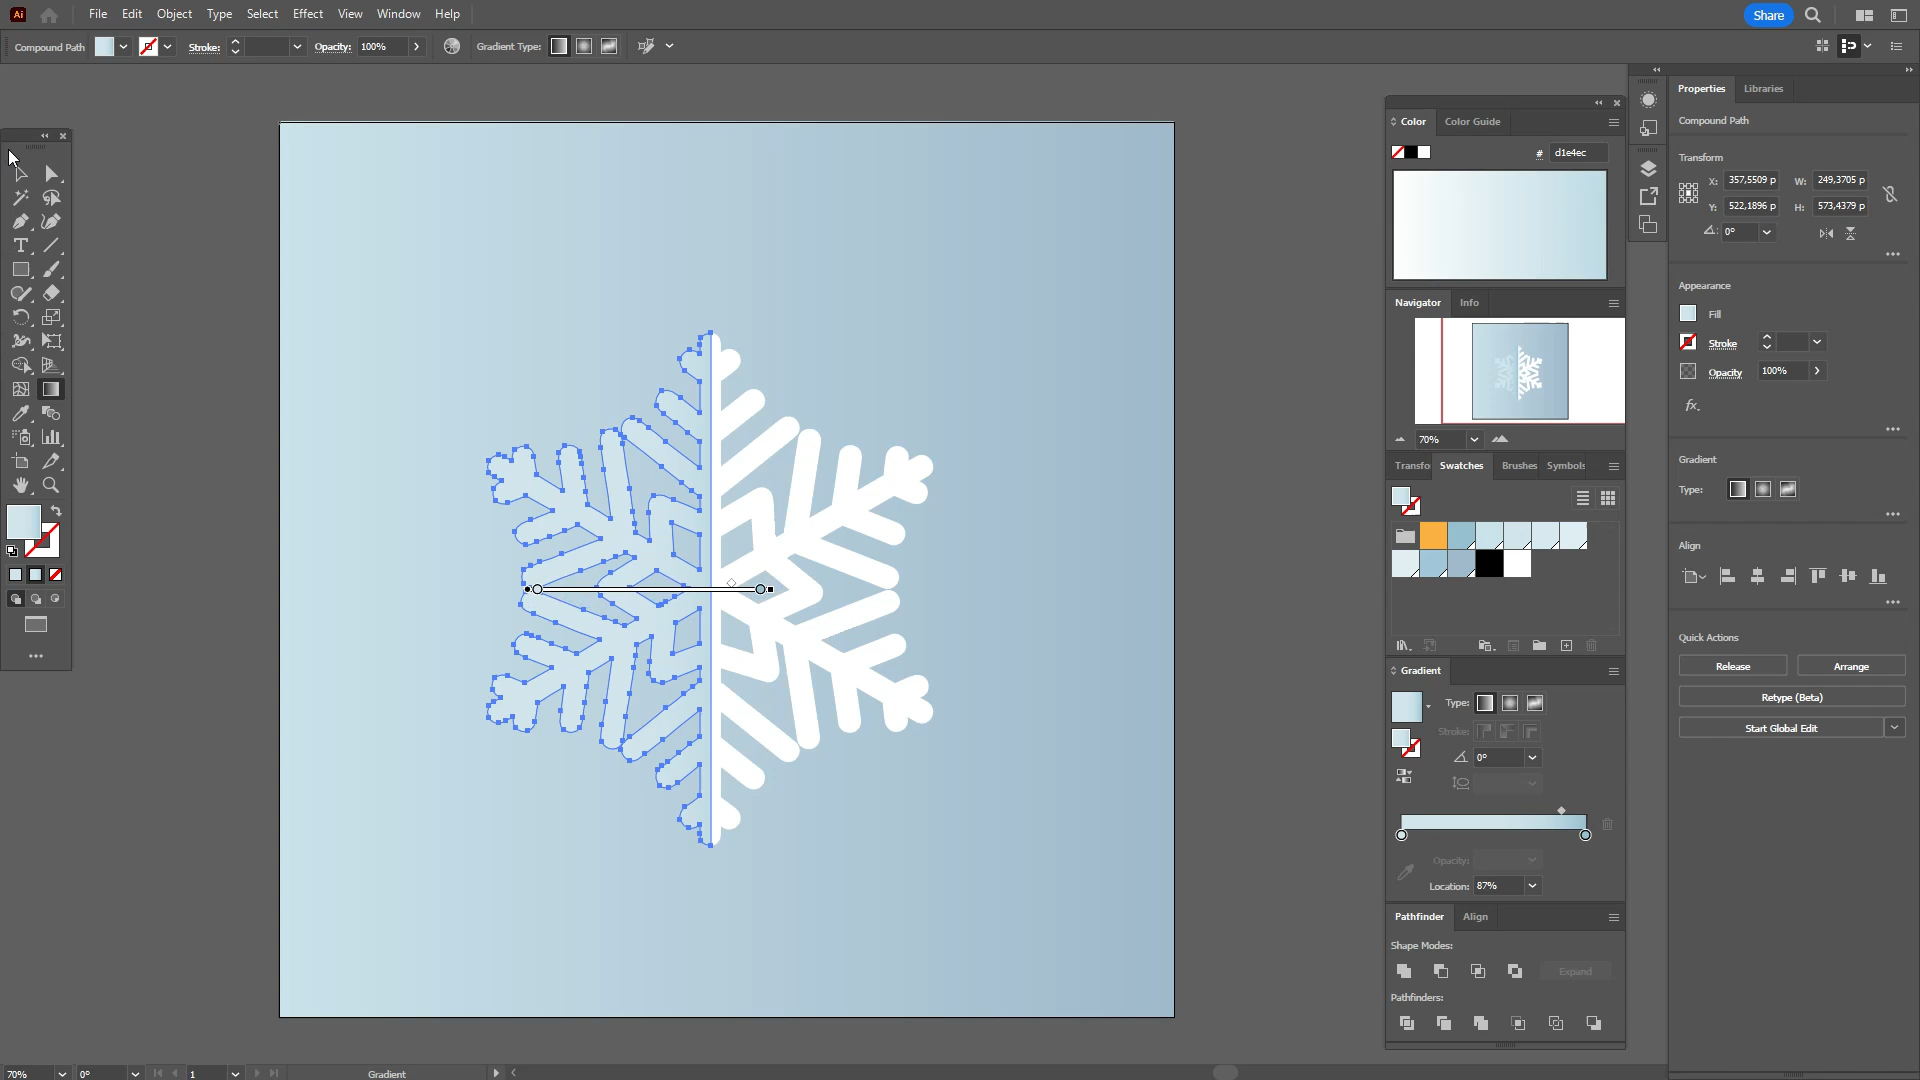 Ai File Edit Object Type Select Effect View Window Help Share
Compound Path Stroke: Opacity: 100% Gradient Type:
Properties Libraries
Compound Path
Transform
X: 357,5509 p W: 249,3705 p
Y: 522,1896 p H: 573,4379 p
0°
Appearance
Fill
Stroke
Opacity 100%
fx.
Gradient
Type:
Align
Quick Actions
Release Arrange
Retype (Beta)
Start Global Edit
Color Color Guide
# d1e4ec
Navigator Info
70%
Transfo Swatches Brushes Symbols
Gradient
Type:
Stroke:
0°
Opacity:
Location: 87%
Pathfinder Align
Shape Modes:
Expand
Pathfinders:
70% 0° 1 Gradient